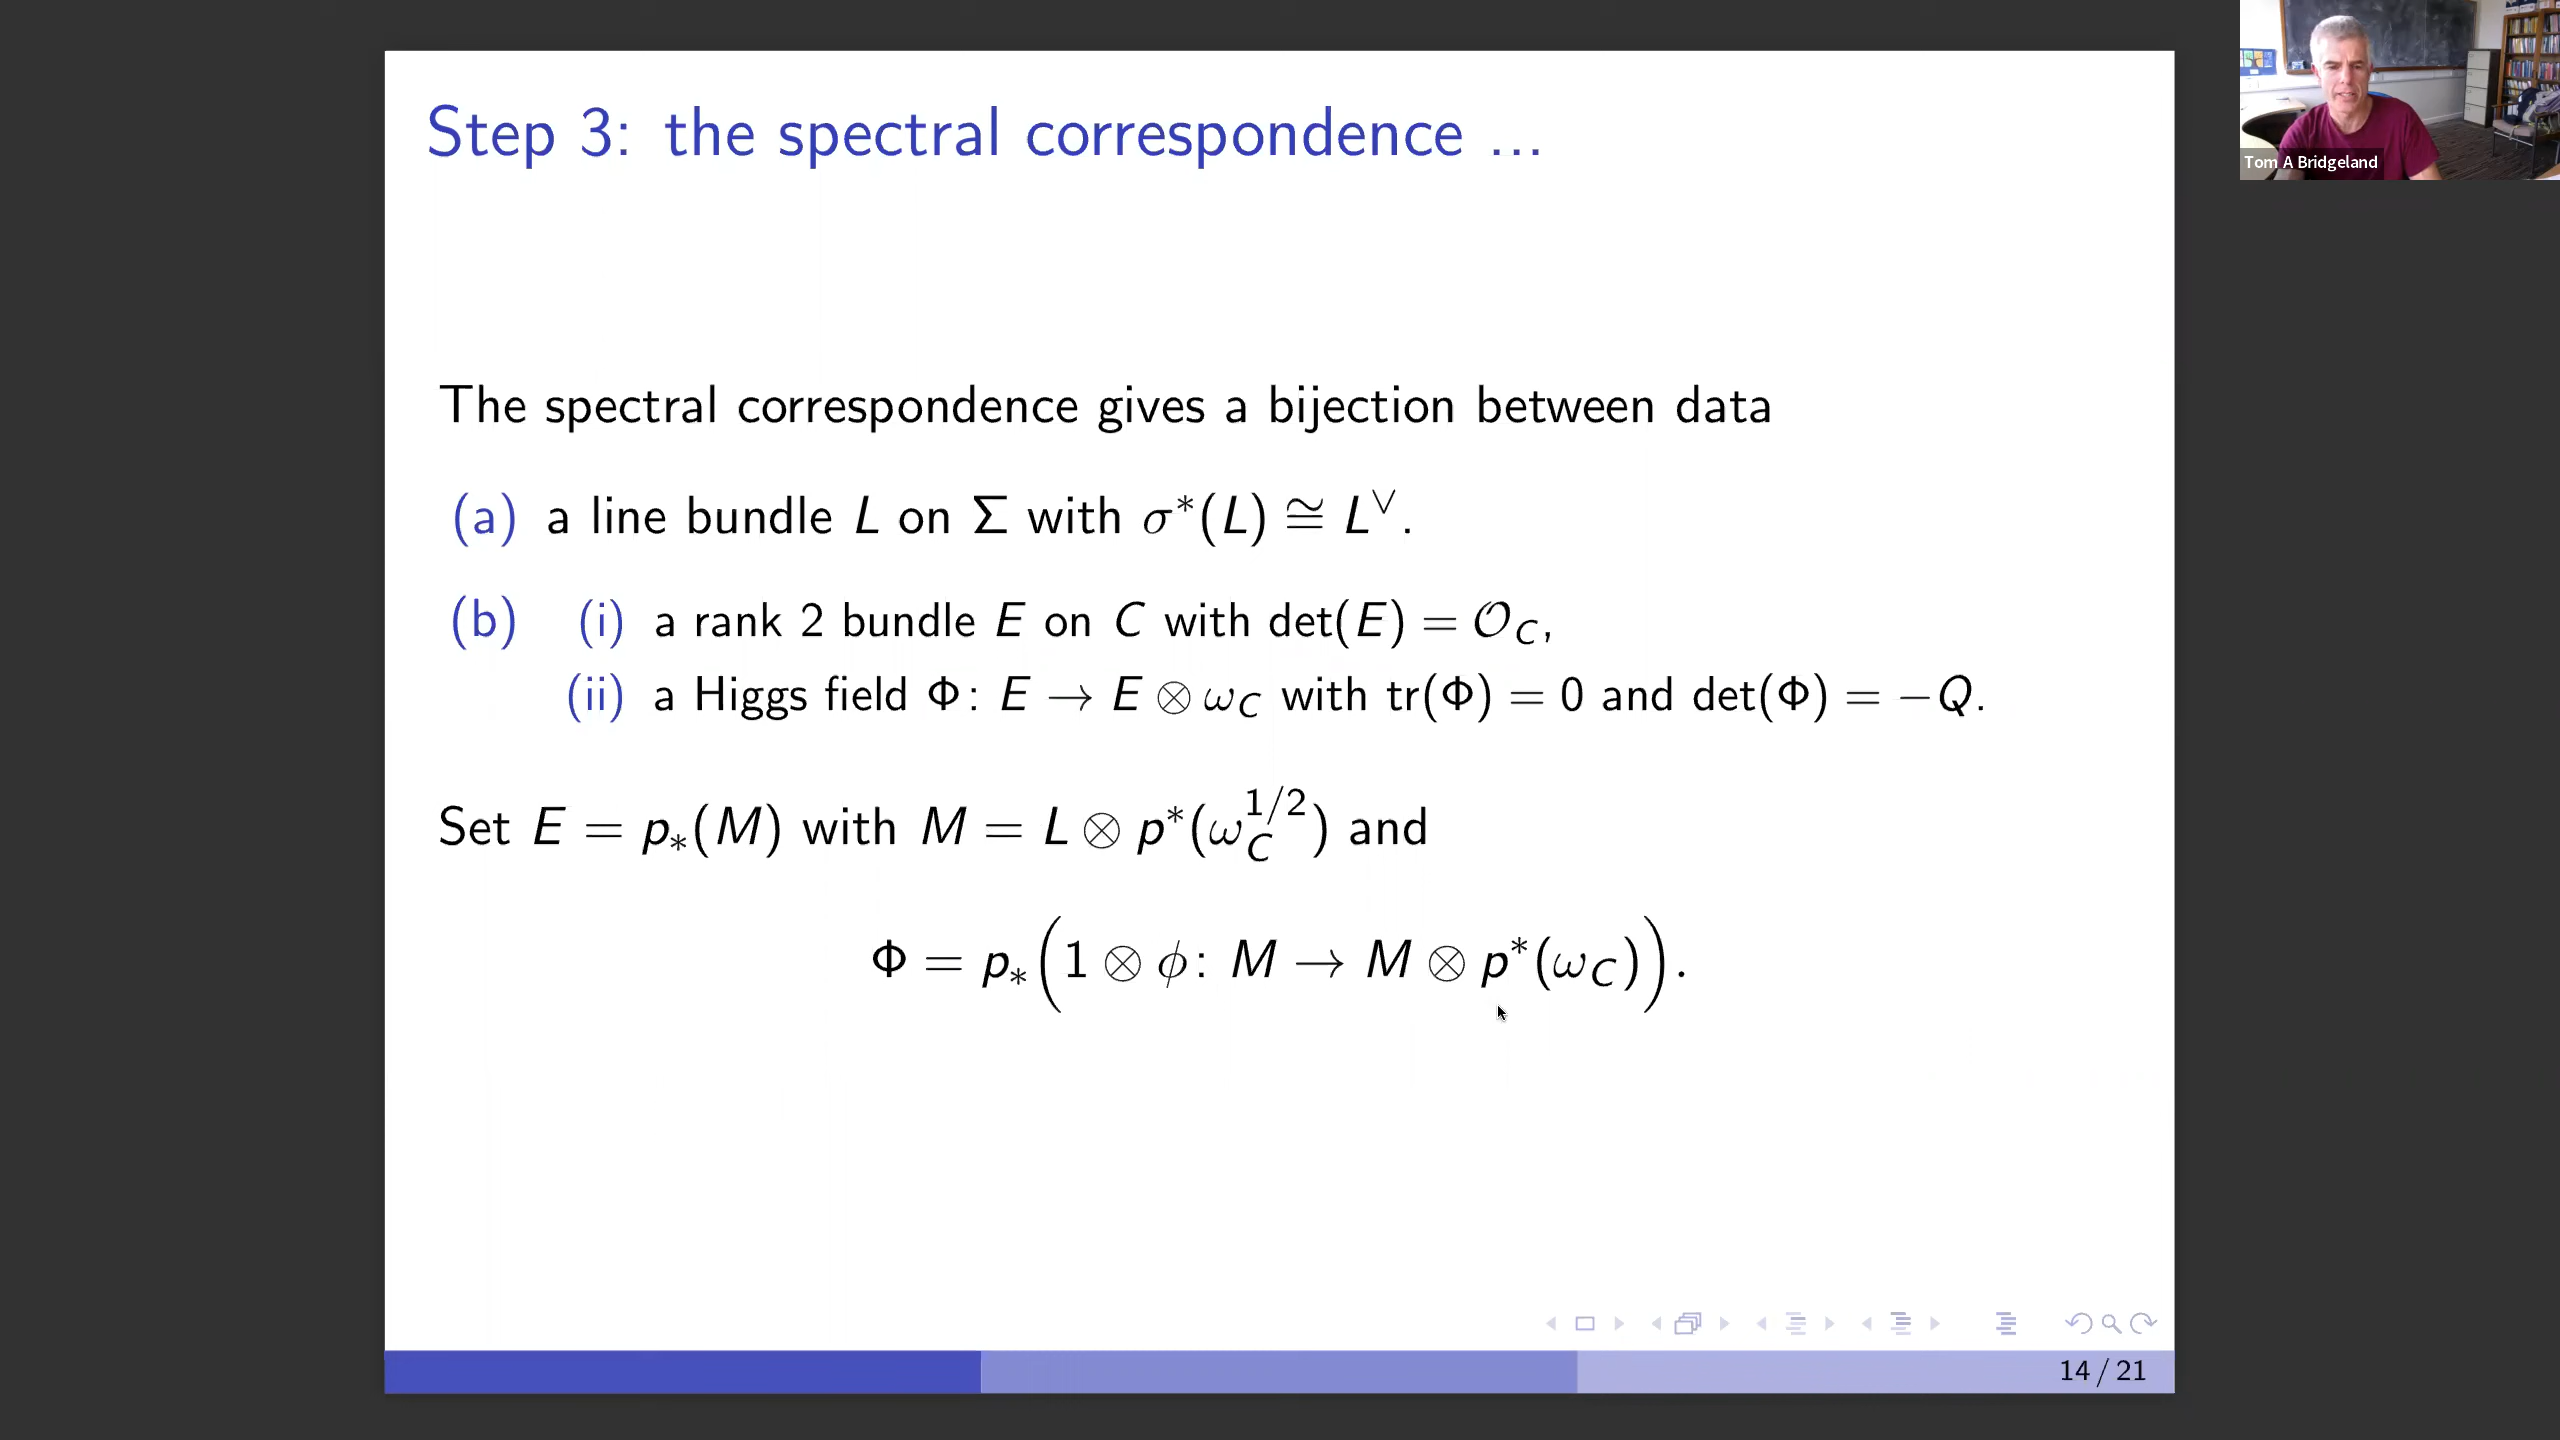 Step 3: the spectral correspondence ...
Tom A Bridgeland
The spectral correspondence gives a bijection between data
(a) a line bundle L on Σ with σ*(L) ≅ L^∨.
(b) (i) a rank 2 bundle E on C with det(E) = 𝒪_C,
(ii) a Higgs field Φ: E → E ⊗ ω_C with tr(Φ) = 0 and det(Φ) = −Q.
Set E = p_*(M) with M = L ⊗ p*(ω_C^{1/2}) and
Φ = p_*(1 ⊗ ϕ: M → M ⊗ p*(ω_C)).
14 / 21